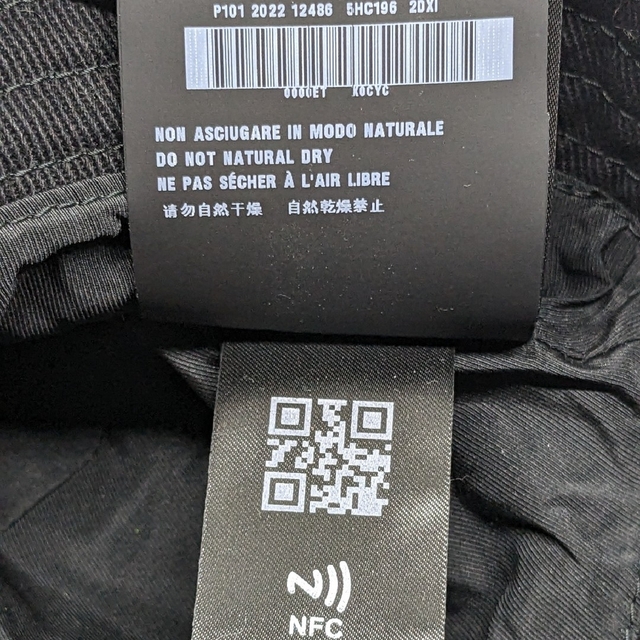 P101 2022 12486 5HC196 2DXI
0000ET X0CYC
NON ASCIUGARE IN MODO NATURALE
DO NOT NATURAL DRY
NE PAS SÉCHER À L'AIR LIBRE
请勿自然干燥 自然乾燥禁止
NFC